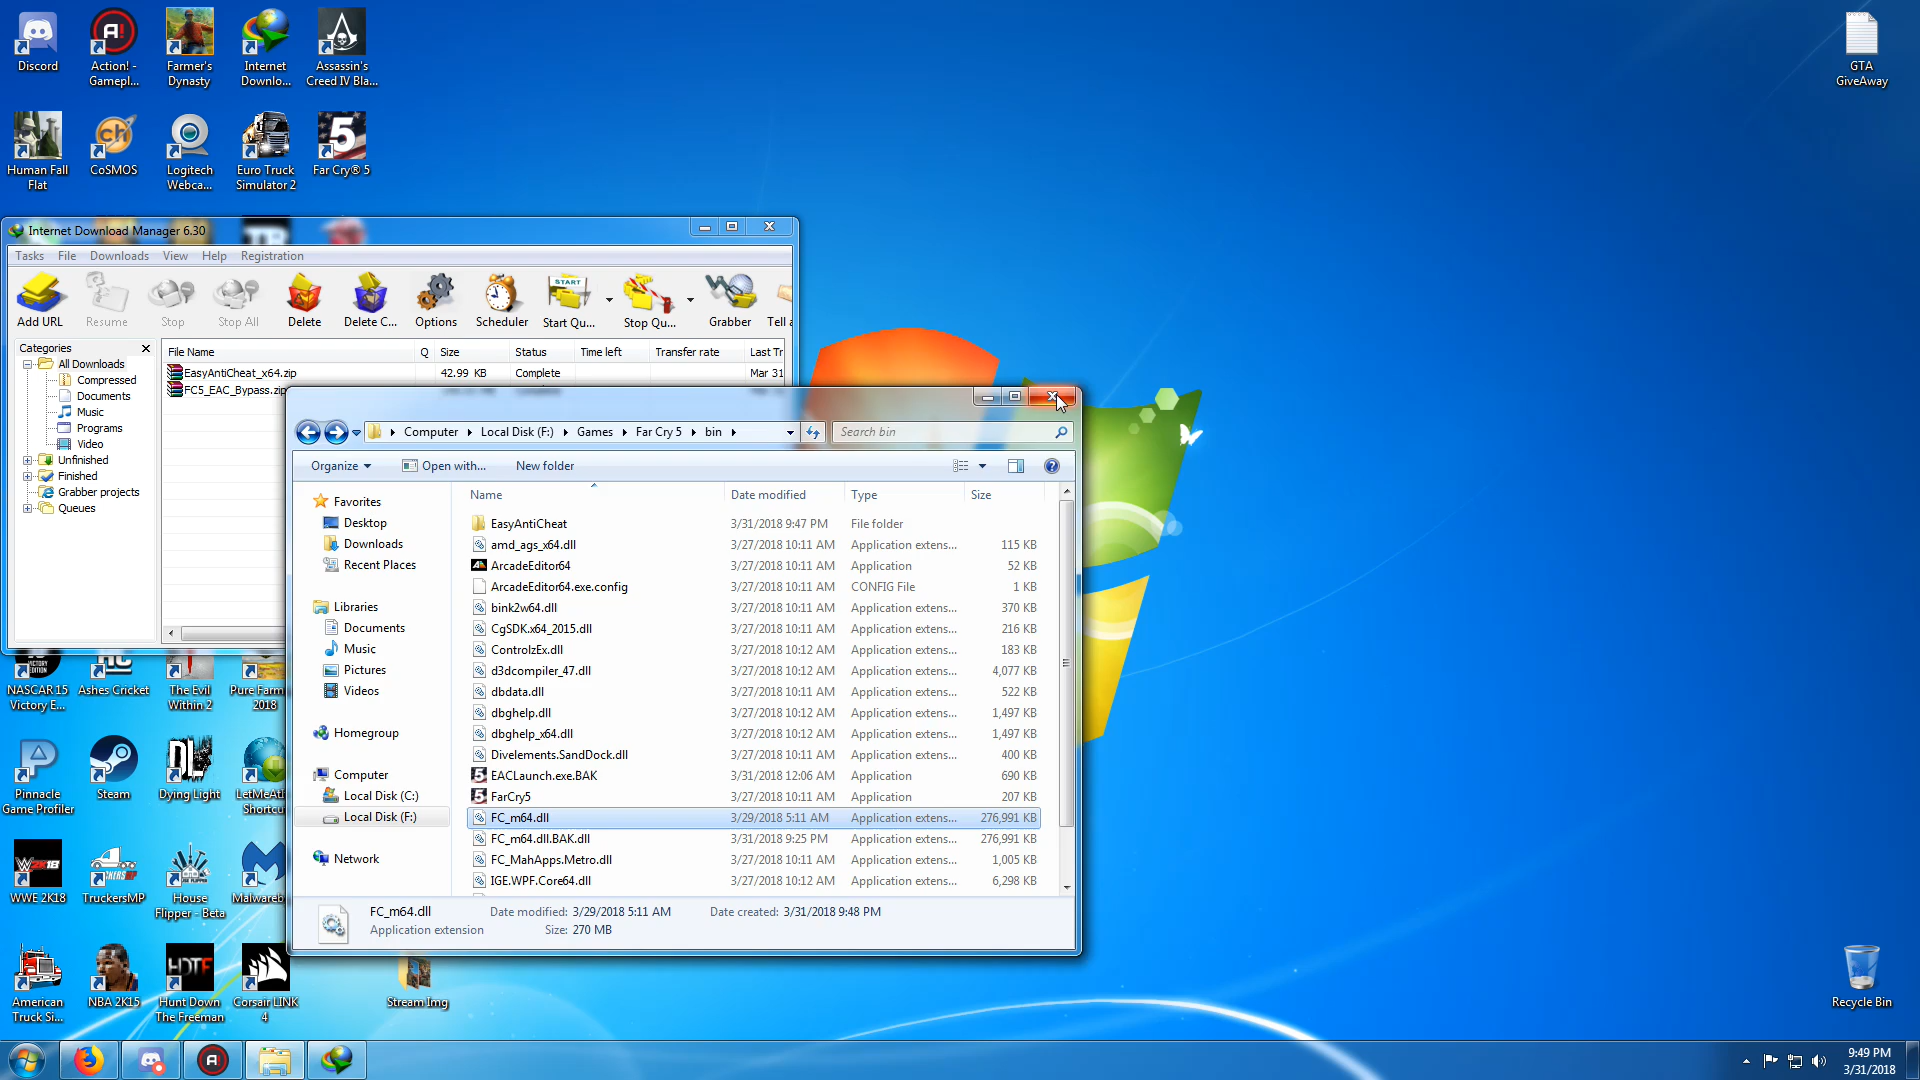 Discord
Action! -
Gamepl...
Farmer's
Dynasty
Internet
Downlo...
Assassin's
Creed IV Bla...
GTA
GiveAway
Human Fall
Flat
CoSMOS
Logitech
Webca...
Euro Truck
Simulator 2
Far Cry® 5
Internet Download Manager 6.30
Tasks File Downloads View Help Registration
Add URL Resume Stop Stop All Delete Delete C... Options Scheduler Start Qu... Stop Qu... Grabber Tell a
Categories
All Downloads
Compressed
Documents
Music
Programs
Video
Unfinished
Finished
Grabber projects
Queues
File Name Q Size Status Time left Transfer rate Last Tr
EasyAntiCheat_x64.zip 42.99 KB Complete Mar 31
FC5_EAC_Bypass.zip
Computer Local Disk (F:) Games Far Cry 5 bin Search bin
Organize Open with... New folder
Favorites
Desktop
Downloads
Recent Places
Libraries
Documents
Music
Pictures
Videos
Homegroup
Computer
Local Disk (C:)
Local Disk (F:)
Network
Name Date modified Type Size
EasyAntiCheat 3/31/2018 9:47 PM File folder
amd_ags_x64.dll 3/27/2018 10:11 AM Application extens... 115 KB
ArcadeEditor64 3/27/2018 10:11 AM Application 52 KB
ArcadeEditor64.exe.config 3/27/2018 10:11 AM CONFIG File 1 KB
bink2w64.dll 3/27/2018 10:11 AM Application extens... 370 KB
CgSDK.x64_2015.dll 3/27/2018 10:11 AM Application extens... 216 KB
ControlzEx.dll 3/27/2018 10:12 AM Application extens... 183 KB
d3dcompiler_47.dll 3/27/2018 10:11 AM Application extens... 4,077 KB
dbdata.dll 3/27/2018 10:11 AM Application extens... 522 KB
dbghelp.dll 3/27/2018 10:12 AM Application extens... 1,497 KB
dbghelp_x64.dll 3/27/2018 10:12 AM Application extens... 1,497 KB
Divelements.SandDock.dll 3/27/2018 10:11 AM Application extens... 400 KB
EACLaunch.exe.BAK 3/31/2018 12:06 AM Application 690 KB
FarCry5 3/27/2018 10:11 AM Application 207 KB
FC_m64.dll 3/29/2018 5:11 AM Application extens... 276,991 KB
FC_m64.dll.BAK.dll 3/31/2018 9:25 PM Application extens... 276,991 KB
FC_MahApps.Metro.dll 3/27/2018 10:11 AM Application extens... 1,005 KB
IGE.WPF.Core64.dll 3/27/2018 10:12 AM Application extens... 6,298 KB
FC_m64.dll Date modified: 3/29/2018 5:11 AM Date created: 3/31/2018 9:48 PM
Application extension Size: 270 MB
NASCAR 15
Victory E...
Ashes Cricket
The Evil
Within 2
Pure Farm
2018
Pinnacle
Game Profiler
Steam
Dying Light
LetMeAt
Shortcu
WWE 2K18
TruckersMP
House
Flipper - Beta
Malwareb
American
Truck Si...
NBA 2K15
Hunt Down
The Freeman
Corsair LINK
4
Stream Img
Recycle Bin
9:49 PM
3/31/2018